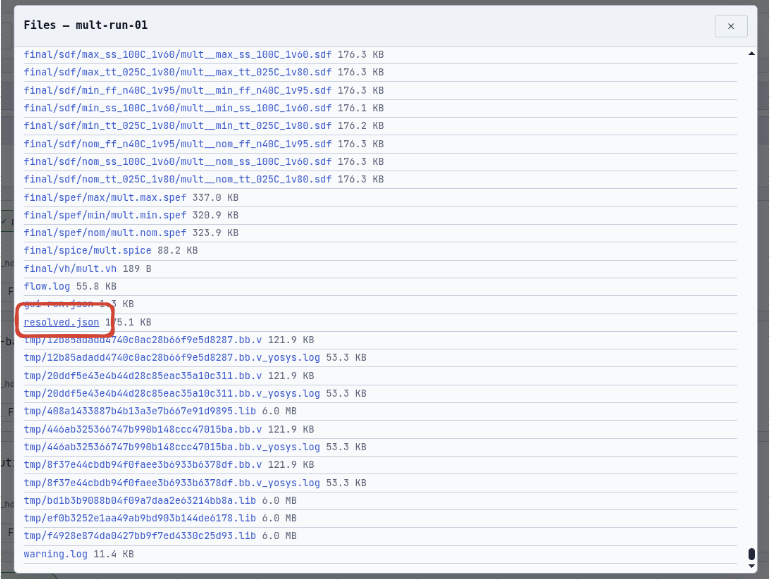 Files — mult-run-01
×
final/sdf/max_ss_100C_1v60/mult__max_ss_100C_1v60.sdf 176.3 KB
final/sdf/max_tt_025C_1v80/mult__max_tt_025C_1v80.sdf 176.3 KB
final/sdf/min_ff_n40C_1v95/mult__min_ff_n40C_1v95.sdf 176.3 KB
final/sdf/min_ss_100C_1v60/mult__min_ss_100C_1v60.sdf 176.1 KB
final/sdf/min_tt_025C_1v80/mult__min_tt_025C_1v80.sdf 176.2 KB
final/sdf/nom_ff_n40C_1v95/mult__nom_ff_n40C_1v95.sdf 176.3 KB
final/sdf/nom_ss_100C_1v60/mult__nom_ss_100C_1v60.sdf 176.3 KB
final/sdf/nom_tt_025C_1v80/mult__nom_tt_025C_1v80.sdf 176.3 KB
final/spef/max/mult.max.spef 337.0 KB
final/spef/min/mult.min.spef 320.9 KB
final/spef/nom/mult.nom.spef 323.9 KB
final/spice/mult.spice 88.2 KB
final/vh/mult.vh 189 B
flow.log 55.8 KB
gui-run.json 1.3 KB
resolved.json 175.1 KB
tmp/12b85adadd4740c0ac28b66f9e5d8287.bb.v 121.9 KB
tmp/12b85adadd4740c0ac28b66f9e5d8287.bb.v_yosys.log 53.3 KB
tmp/20ddf5e43e4b44d28c85eac35a10c311.bb.v 121.9 KB
tmp/20ddf5e43e4b44d28c85eac35a10c311.bb.v_yosys.log 53.3 KB
tmp/408a1433887b4b13a3e7b667e91d9895.lib 6.0 MB
tmp/446ab325366747b990b148ccc47015ba.bb.v 121.9 KB
tmp/446ab325366747b990b148ccc47015ba.bb.v_yosys.log 53.3 KB
tmp/8f37e44cbdb94f0faee3b6933b6378df.bb.v 121.9 KB
tmp/8f37e44cbdb94f0faee3b6933b6378df.bb.v_yosys.log 53.3 KB
tmp/bd1b3b9088b04f09a7daa2e63214bb8a.lib 6.0 MB
tmp/ef0b3252e1aa49ab9bd903b144de6178.lib 6.0 MB
tmp/f4928e874da0427bb9f7ed4330c25d93.lib 6.0 MB
warning.log 11.4 KB